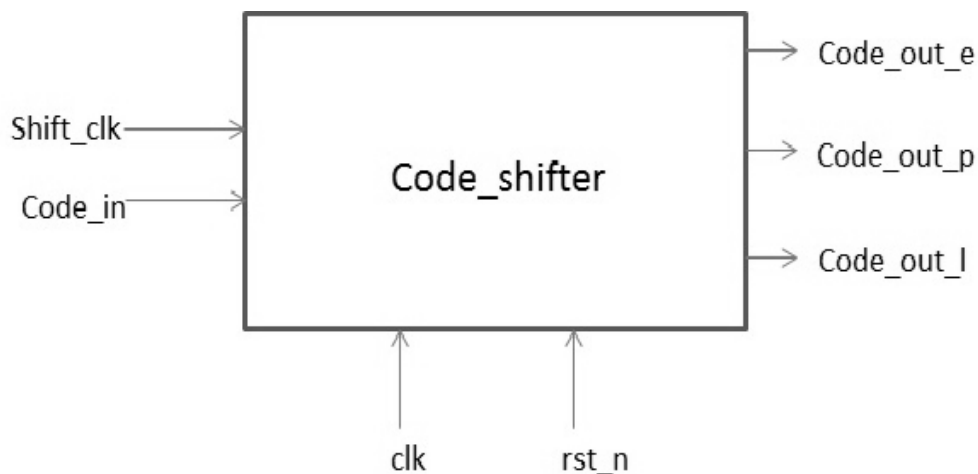 Code_out_e
Shift_clk
Code_in
Code_shifter
Code_out_p
Code_out_l
clk
rst_n